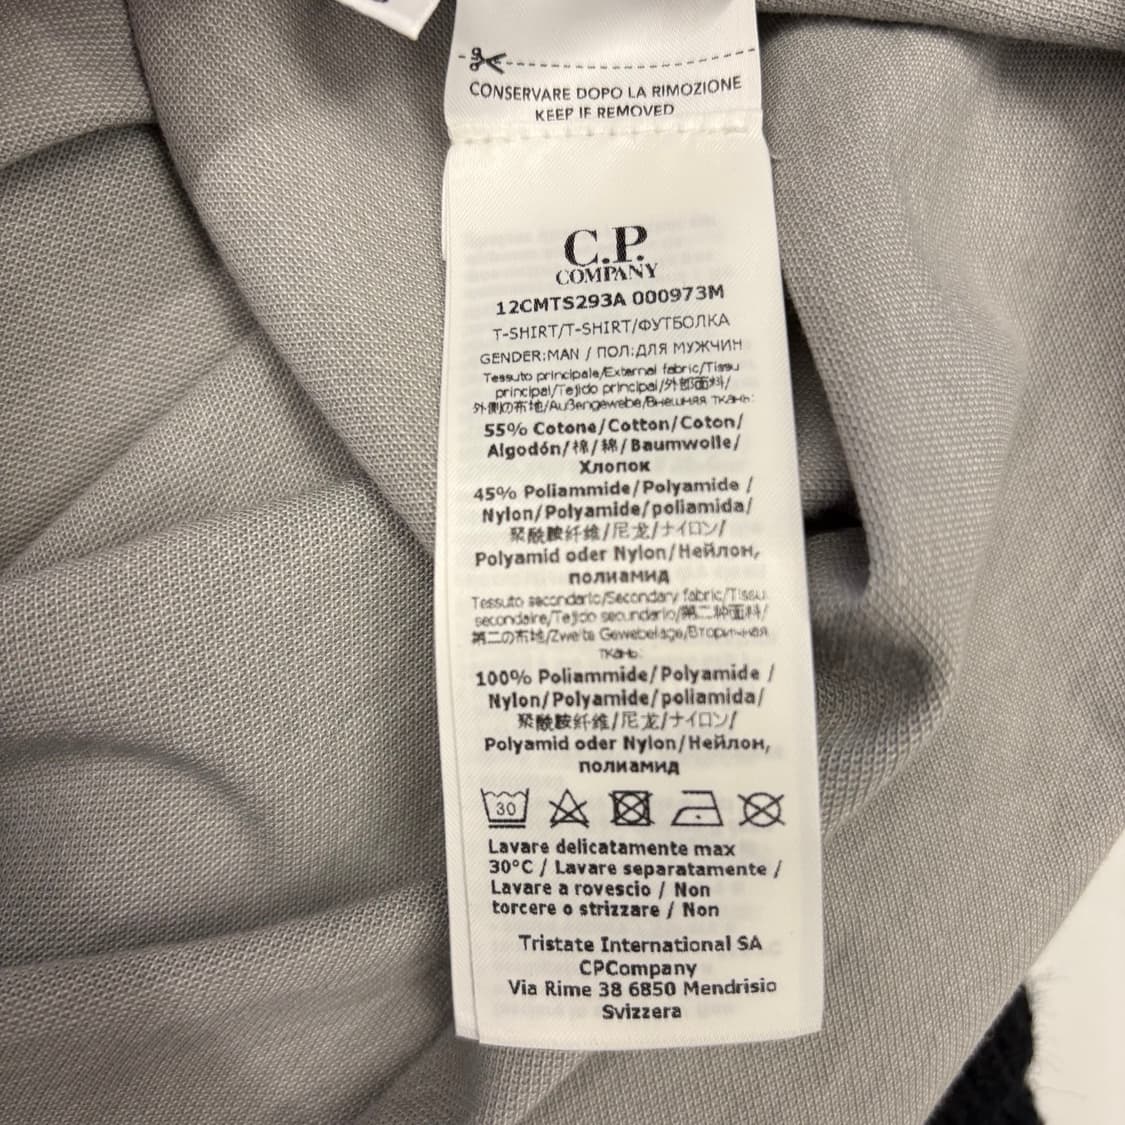 CONSERVARE DOPO LA RIMOZIONE
KEEP IF REMOVED
C.P.
COMPANY
12CMTS293A 000973M
T-SHIRT/T-SHIRT/ФУТБОЛКА
GENDER:MAN / ПОЛ:ДЛЯ МУЖЧИН
Tessuto principale/External fabric/Tissu
principal/Tejido principal/外部面料/
外側の布地/Außengewebe/Внешняя ткань:
55% Cotone/Cotton/Coton/
Algodón/棉/綿/Baumwolle/
Хлопок
45% Poliammide/Polyamide /
Nylon/Polyamide/poliamida/
聚酰胺纤维/尼龙/ナイロン/
Polyamid oder Nylon/Нейлон,
полиамид
Tessuto secondario/Secondary fabric/Tissu
secondaire/Tejido secundario/第二种面料/
第二の布地/Zweite Gewebelage/Вторичная
ткань:
100% Poliammide/Polyamide /
Nylon/Polyamide/poliamida/
聚酰胺纤维/尼龙/ナイロン/
Polyamid oder Nylon/Нейлон,
полиамид
30
Lavare delicatamente max
30°C / Lavare separatamente /
Lavare a rovescio / Non
torcere o strizzare / Non
Tristate International SA
CPCompany
Via Rime 38 6850 Mendrisio
Svizzera